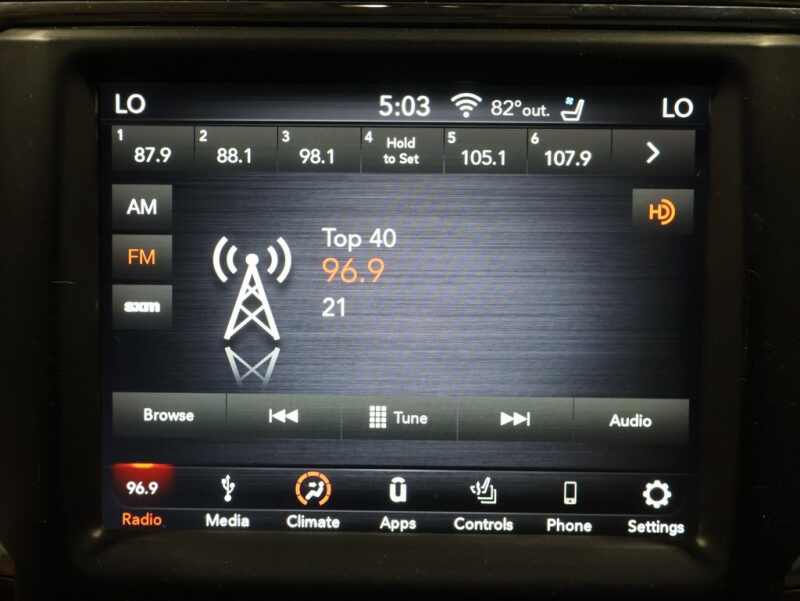 LO 5:03 82°out. LO
1 87.9 2 88.1 3 98.1 4 Hold to Set 5 105.1 6 107.9
AM
HD
FM
Top 40
96.9
sxm
21
Browse Tune Audio
96.9
Radio Media Climate Apps Controls Phone Settings